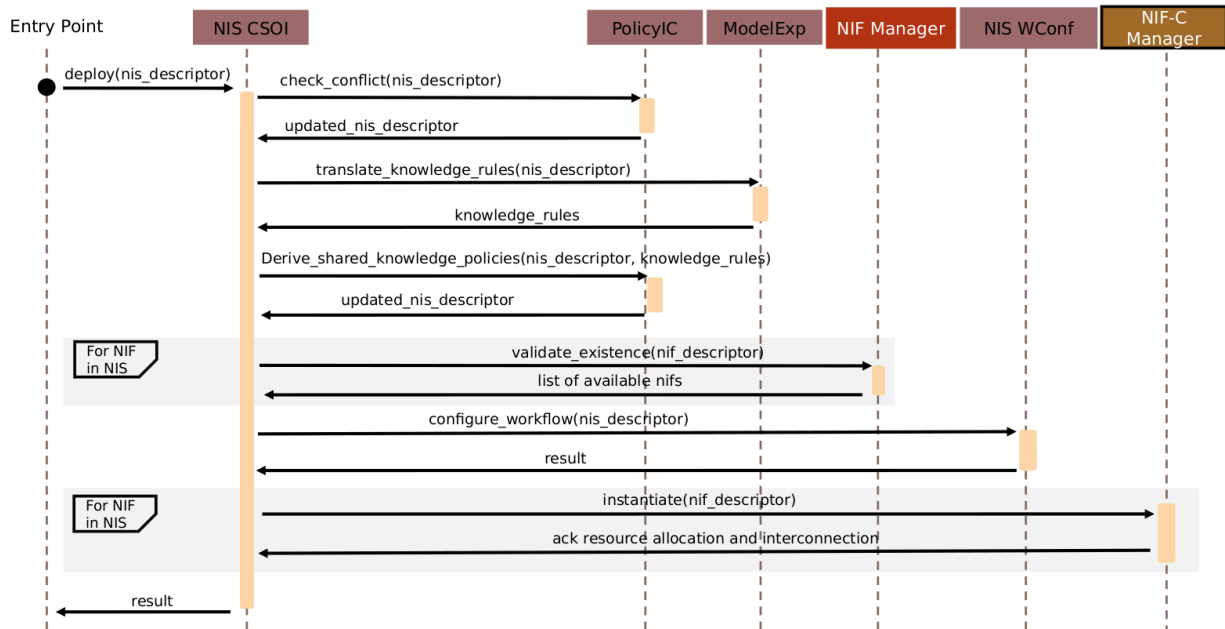 Entry Point
NIS CSOI
PolicyIC
ModelExp
NIF Manager
NIS WConf
NIF-C
Manager
deploy(nis_descriptor)
check_conflict(nis_descriptor)
updated_nis_descriptor
translate_knowledge_rules(nis_descriptor)
knowledge_rules
Derive_shared_knowledge_policies(nis_descriptor, knowledge_rules)
updated_nis_descriptor
For NIF
in NIS
validate_existence(nif_descriptor)
list of available nifs
configure_workflow(nis_descriptor)
result
For NIF
in NIS
instantiate(nif_descriptor)
ack resource allocation and interconnection
result